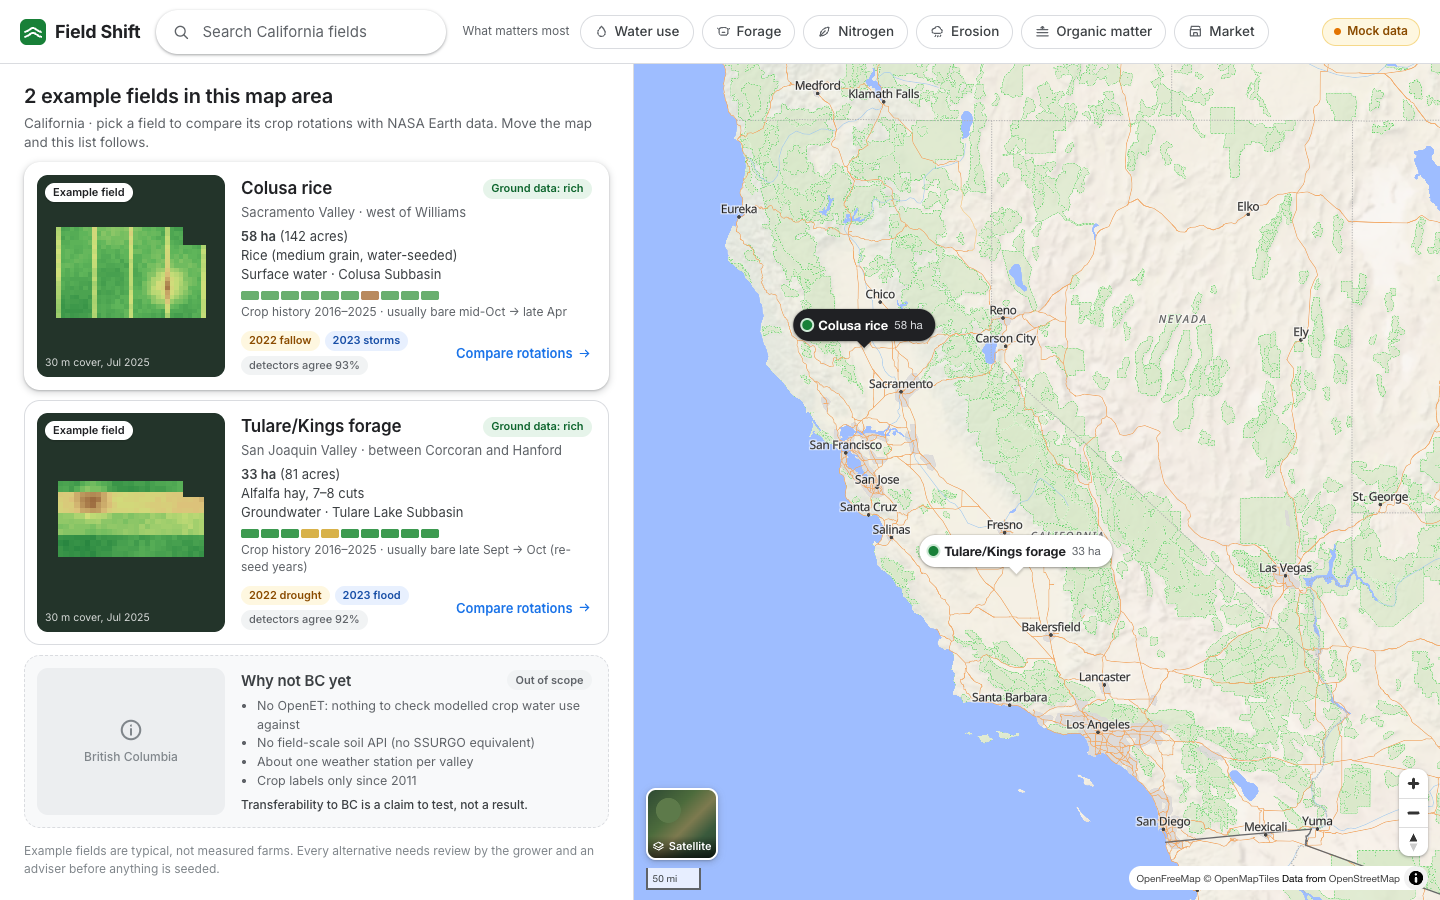 Field Shift
Search California fields
What matters most
Water use
Forage
Nitrogen
Erosion
Organic matter
Market
Mock data
2 example fields in this map area
California · pick a field to compare its crop rotations with NASA Earth data. Move the map
and this list follows.
Example field
30 m cover, Jul 2025
Colusa rice
Ground data: rich
Sacramento Valley · west of Williams
58 ha (142 acres)
Rice (medium grain, water-seeded)
Surface water · Colusa Subbasin
Crop history 2016–2025 · usually bare mid-Oct → late Apr
2022 fallow
2023 storms
detectors agree 93%
Compare rotations →
Example field
30 m cover, Jul 2025
Tulare/Kings forage
Ground data: rich
San Joaquin Valley · between Corcoran and Hanford
33 ha (81 acres)
Alfalfa hay, 7–8 cuts
Groundwater · Tulare Lake Subbasin
Crop history 2016–2025 · usually bare late Sept → Oct (re-
seed years)
2022 drought
2023 flood
detectors agree 92%
Compare rotations →
British Columbia
Why not BC yet
Out of scope
• No OpenET: nothing to check modelled crop water use
against
• No field-scale soil API (no SSURGO equivalent)
• About one weather station per valley
• Crop labels only since 2011
Transferability to BC is a claim to test, not a result.
Example fields are typical, not measured farms. Every alternative needs review by the grower and an
adviser before anything is seeded.
Medford
Klamath Falls
Eureka
Elko
Chico
Reno
NEVADA
Colusa rice 58 ha
Carson City
Ely
Sacramento
San Francisco
San Jose
St. George
Santa Cruz
Fresno
Salinas
CALIFORNIA
Tulare/Kings forage 33 ha
Las Vegas
Bakersfield
Lancaster
Santa Barbara
Los Angeles
San Diego
Mexicali
Yuma
Satellite
50 mi
OpenFreeMap © OpenMapTiles Data from OpenStreetMap